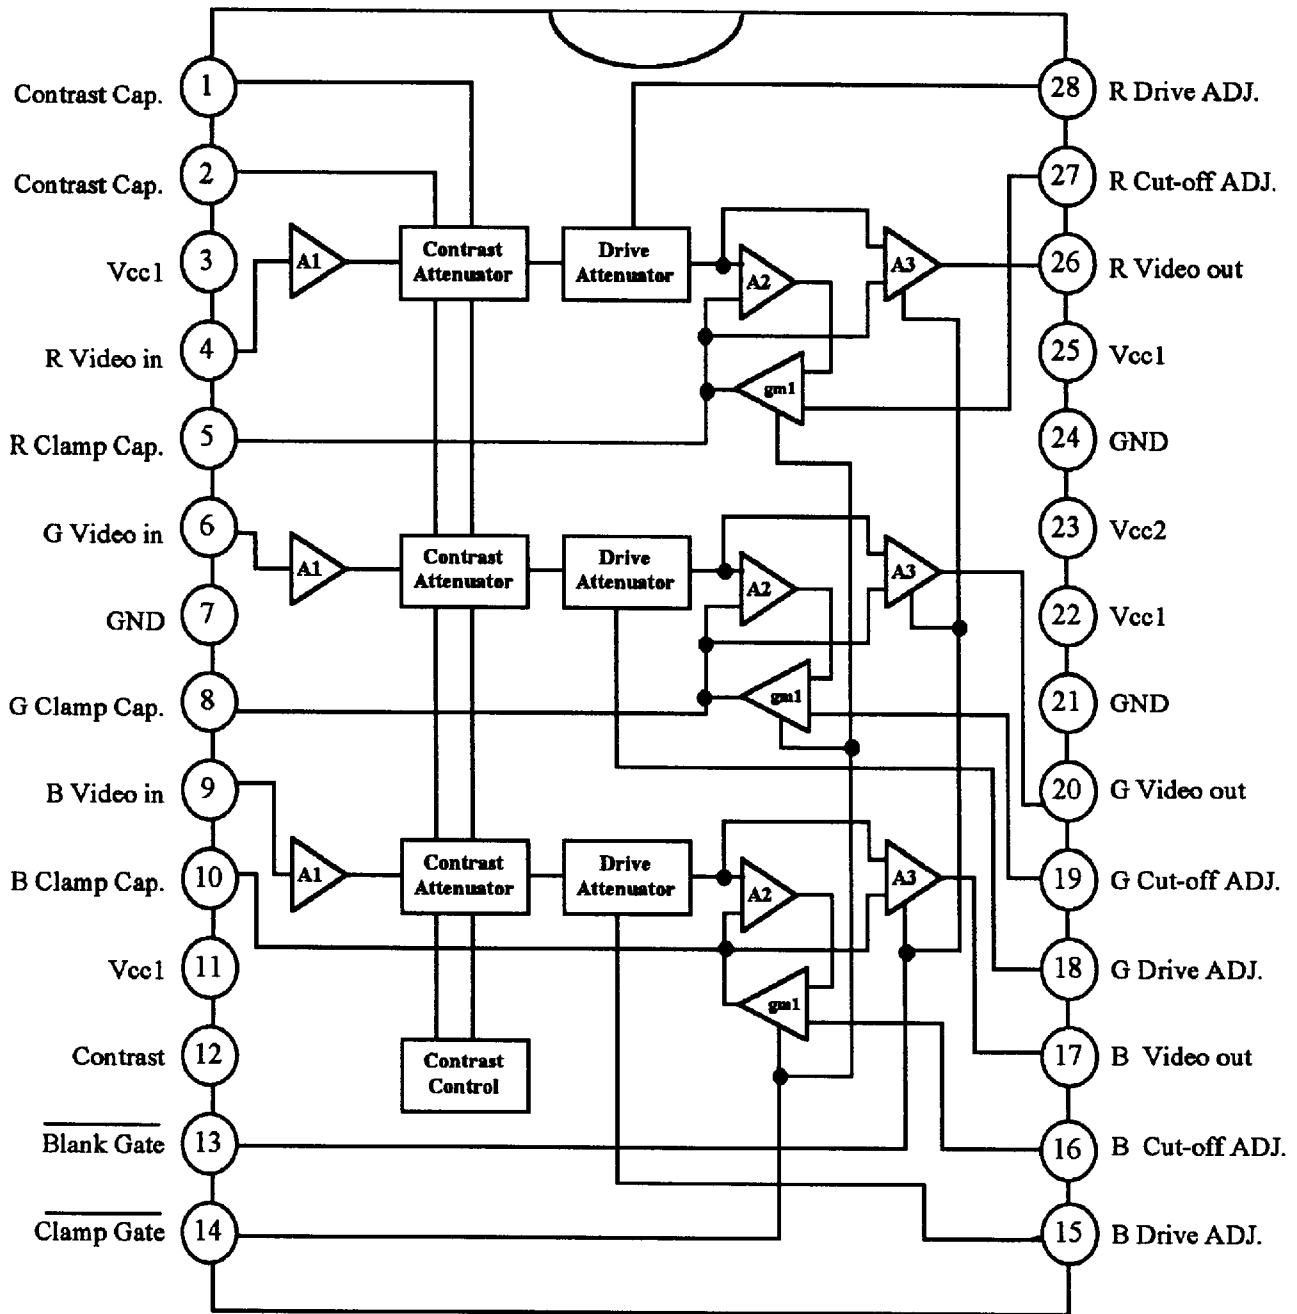 1
Contrast Cap.
28
R Drive ADJ.
2
Contrast Cap.
27
R Cut-off ADJ.
3
Vcc1
A1
Contrast
Attenuator
Drive
Attenuator
A2
A3
26
R Video out
4
R Video in
25
Vcc1
gm1
5
R Clamp Cap.
24
GND
6
G Video in
23
Vcc2
A1
Contrast
Attenuator
Drive
Attenuator
A2
A3
7
GND
22
Vcc1
8
G Clamp Cap.
gm1
21
GND
9
B Video in
20
G Video out
10
B Clamp Cap.
A1
Contrast
Attenuator
Drive
Attenuator
A2
A3
19
G Cut-off ADJ.
11
Vcc1
18
G Drive ADJ.
gm1
12
Contrast
Contrast
Control
17
B Video out
13
Blank Gate
16
B Cut-off ADJ.
14
Clamp Gate
15
B Drive ADJ.